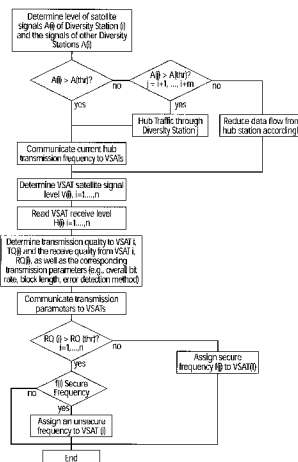 Determine level of satellite
signals A(i) of Diversity Station (i)
and the signals of other Diversity
Stations A(j)
A(i) > A(thr)?
no
A(j) > A(thr)?
j = i+1, ..., i+m
no
yes
yes
Hub Traffic through
Diversity Station j
Reduce data flow from
hub station accordingly
Communicate current hub
transmission frequency to VSATs
Determine VSAT satellite signal
level V(i), i=1,...,n
Read VSAT receive level
H(i) i=1,...,n
Determine transmission quality to VSAT i,
TQ(i) and the receive quality from VSAT i,
RQ(i), as well as the corresponding
transmission parameters (e.g., overall bit
rate, block length, error detection method)
Communicate transmission
parameters to VSATs
RQ (i) > RQ (thr)?
i=1,...,n
no
yes
Assign secure
frequency f(i) to VSAT(i)
f(i) Secure
Frequency
no
yes
Assign an unsecure
frequency to VSAT (i)
End